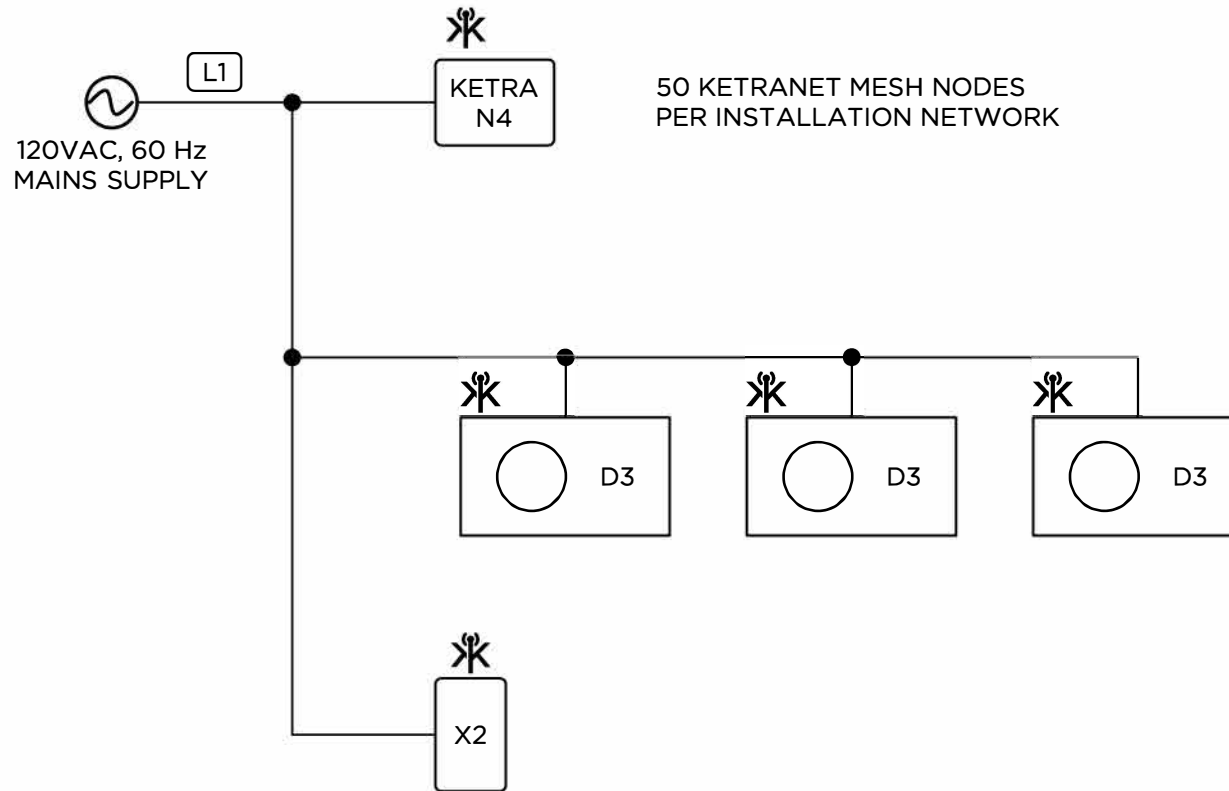 L1
KETRA
N4
50 KETRANET MESH NODES
PER INSTALLATION NETWORK
120VAC, 60 Hz
MAINS SUPPLY
D3
D3
D3
X2